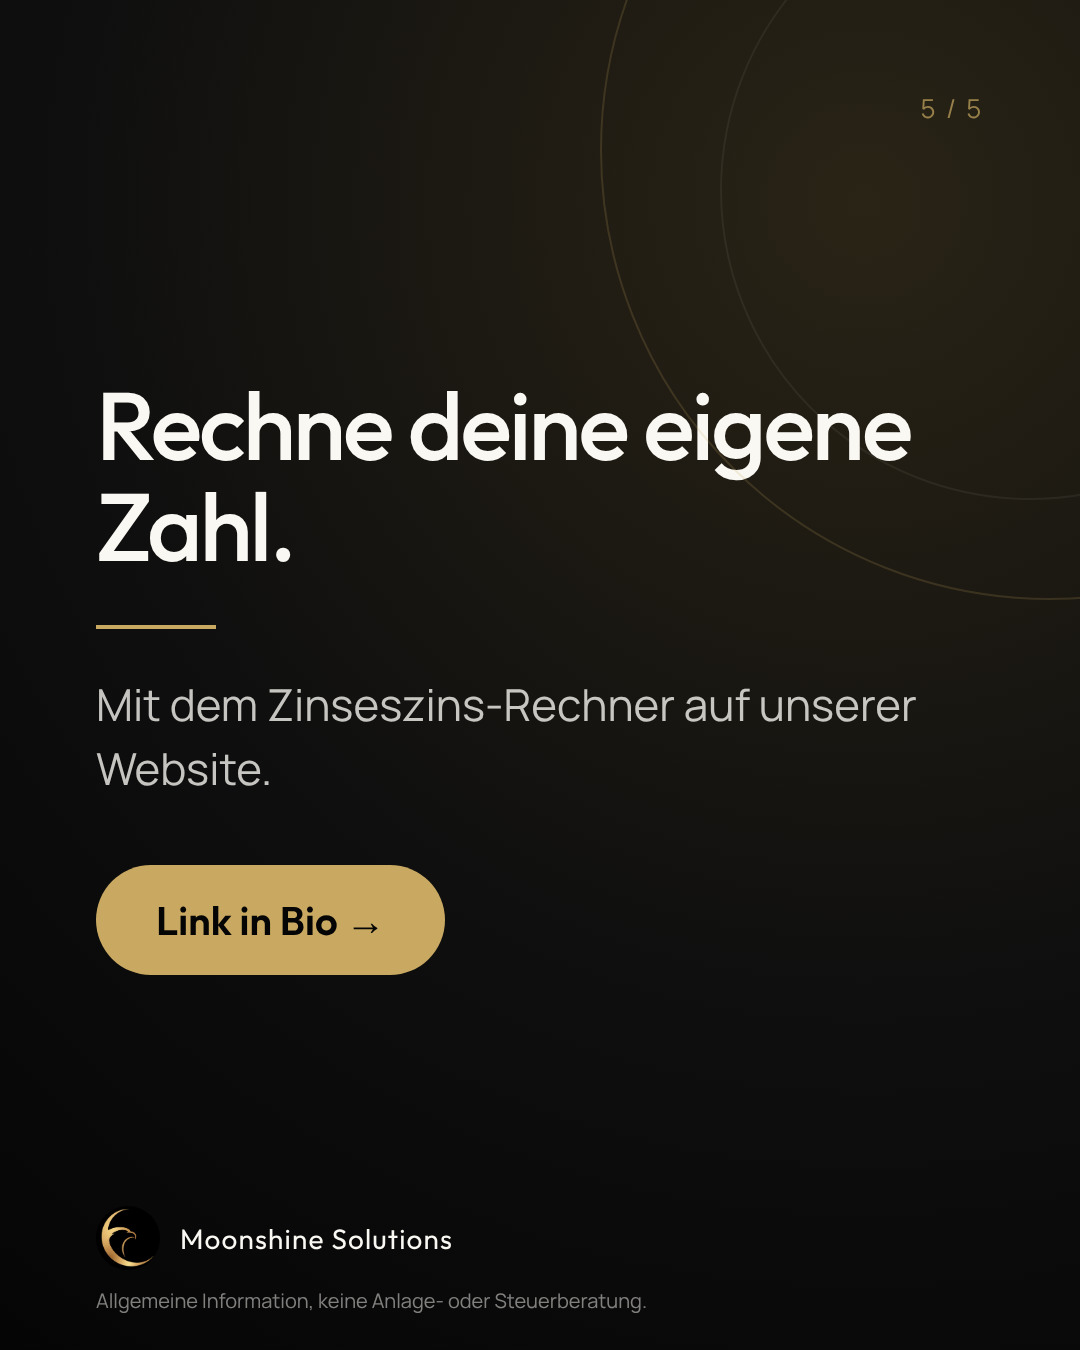 5 / 5
Rechne deine eigene
Zahl.
Mit dem Zinseszins-Rechner auf unserer
Website.
Link in Bio →
Moonshine Solutions
Allgemeine Information, keine Anlage- oder Steuerberatung.